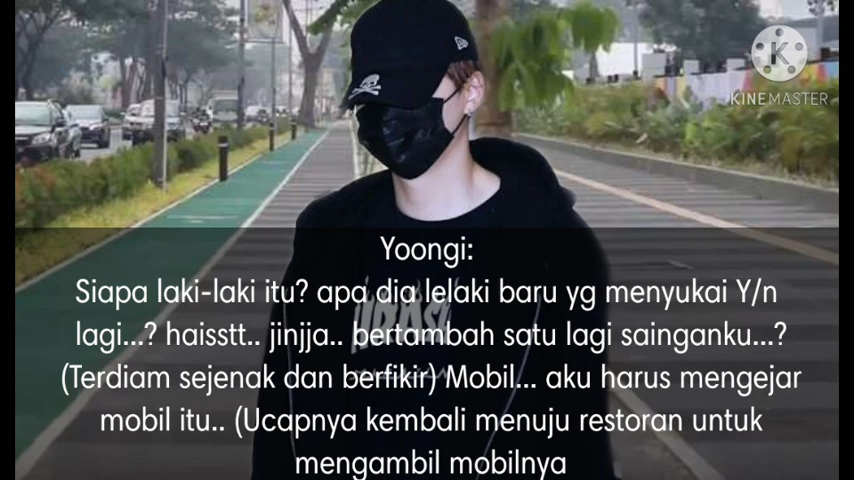 KINEMASTER
Yoongi:
Siapa laki-laki itu? apa dia lelaki baru yg menyukai Y/n
lagi...? haisstt.. jinjja.. bertambah satu lagi sainganku...?
(Terdiam sejenak dan berfikir) Mobil... aku harus mengejar
mobil itu.. (Ucapnya kembali menuju restoran untuk
mengambil mobilnya